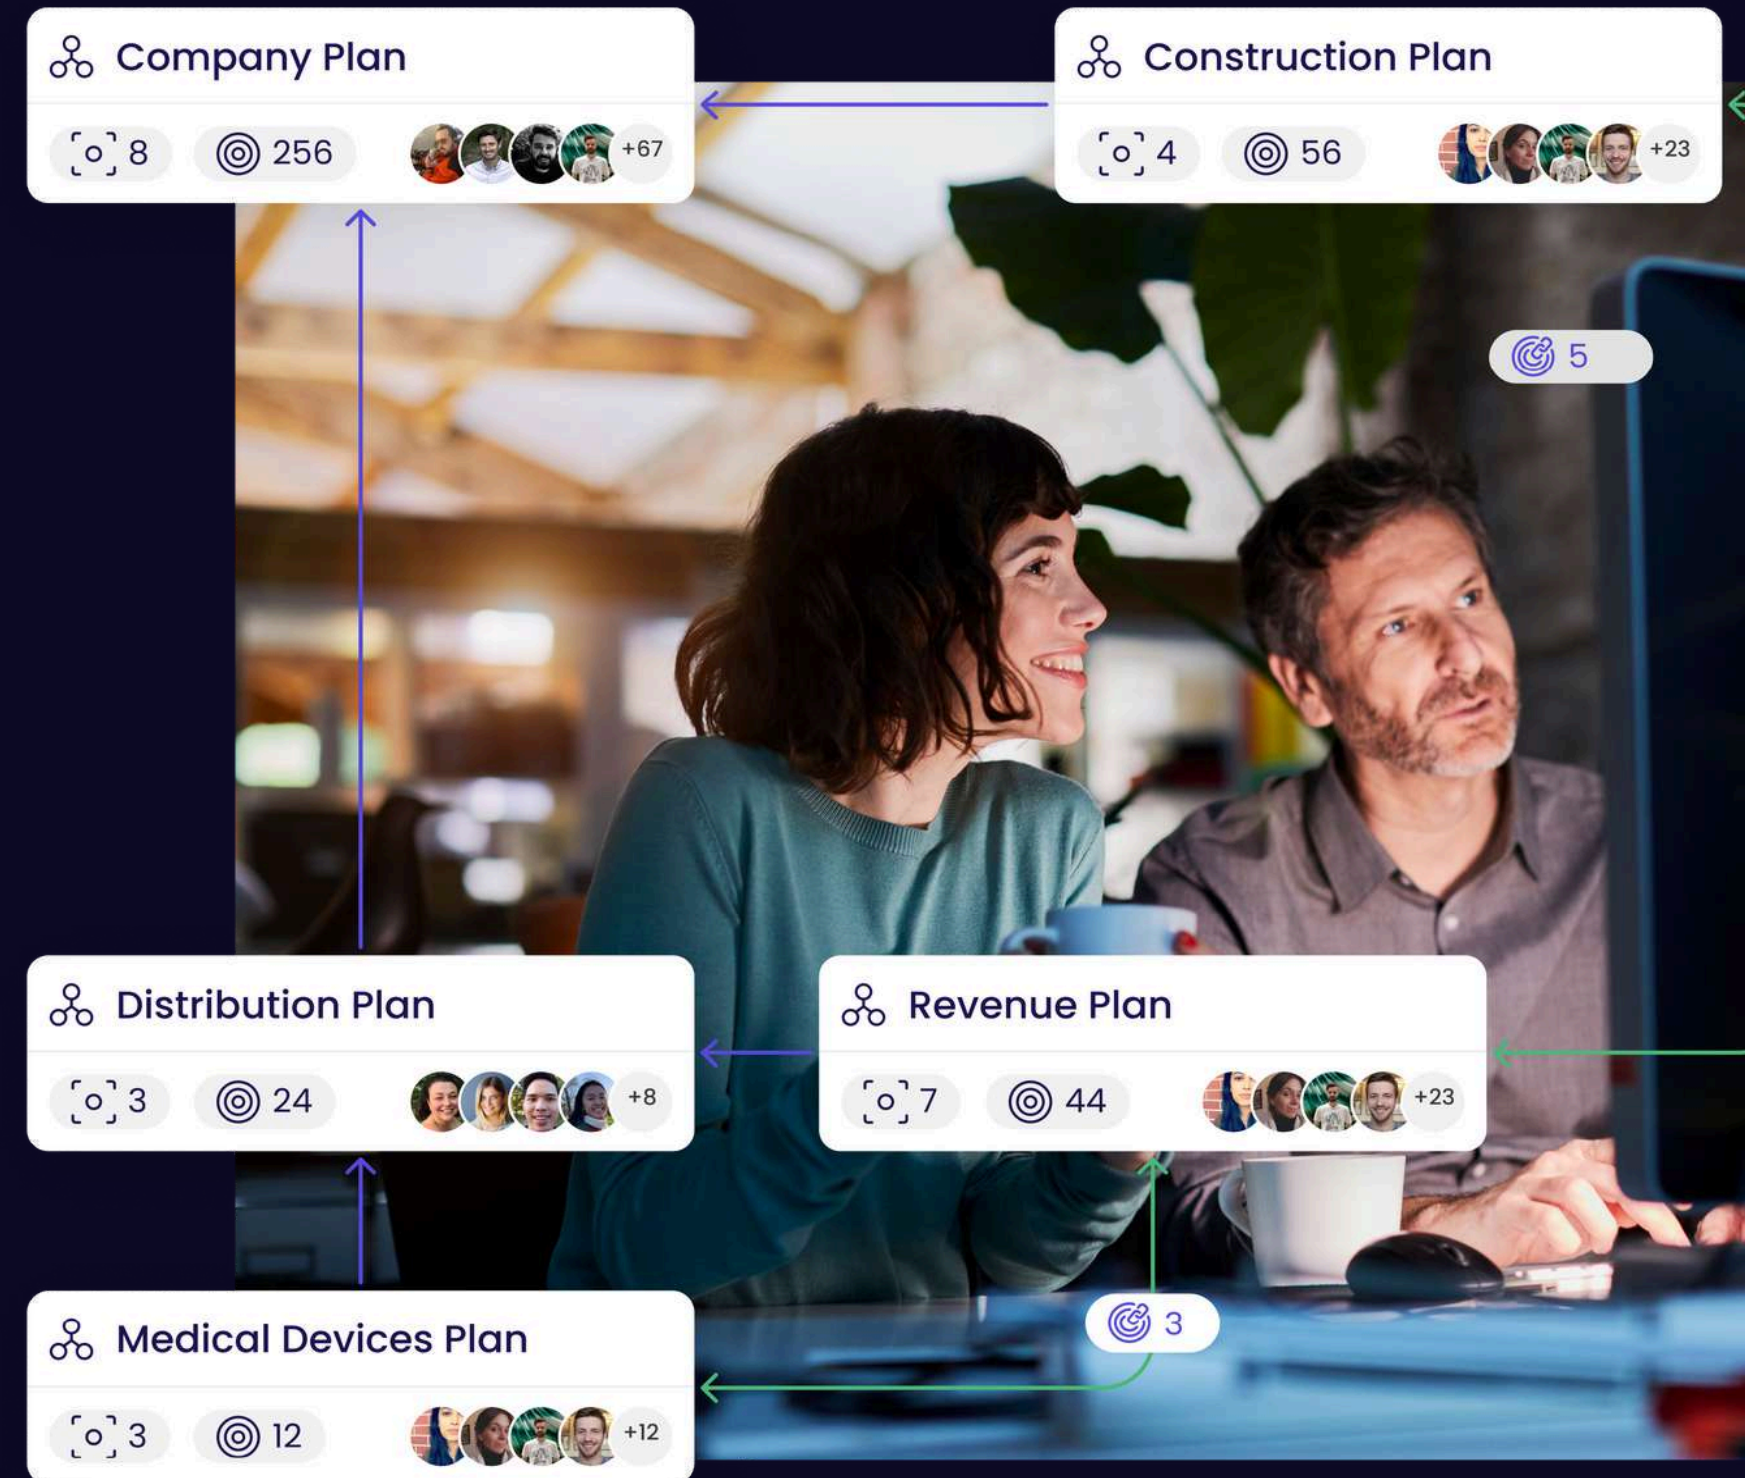 Company Plan
8 256 +67
Construction Plan
4 56 +23
5
Distribution Plan
3 24 +8
Revenue Plan
7 44 +23
3
Medical Devices Plan
3 12 +12